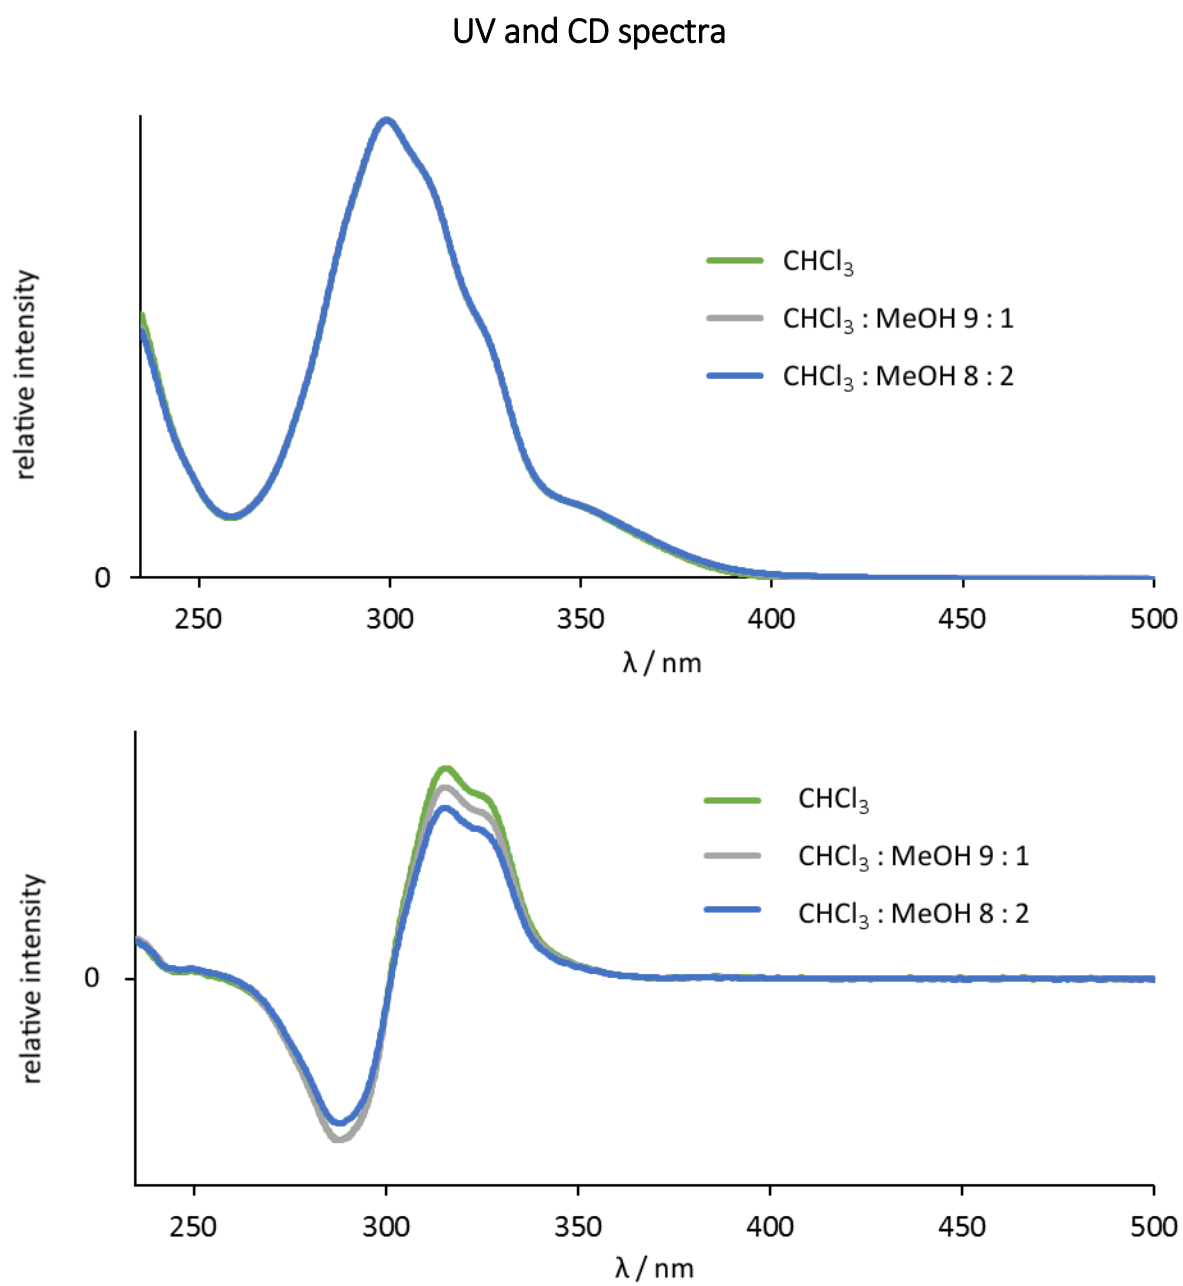 UV and CD spectra
relative intensity
CHCl₃
CHCl₃ : MeOH 9 : 1
CHCl₃ : MeOH 8 : 2
0
250 300 350 400 450 500
λ / nm
relative intensity
CHCl₃
CHCl₃ : MeOH 9 : 1
CHCl₃ : MeOH 8 : 2
0
250 300 350 400 450 500
λ / nm